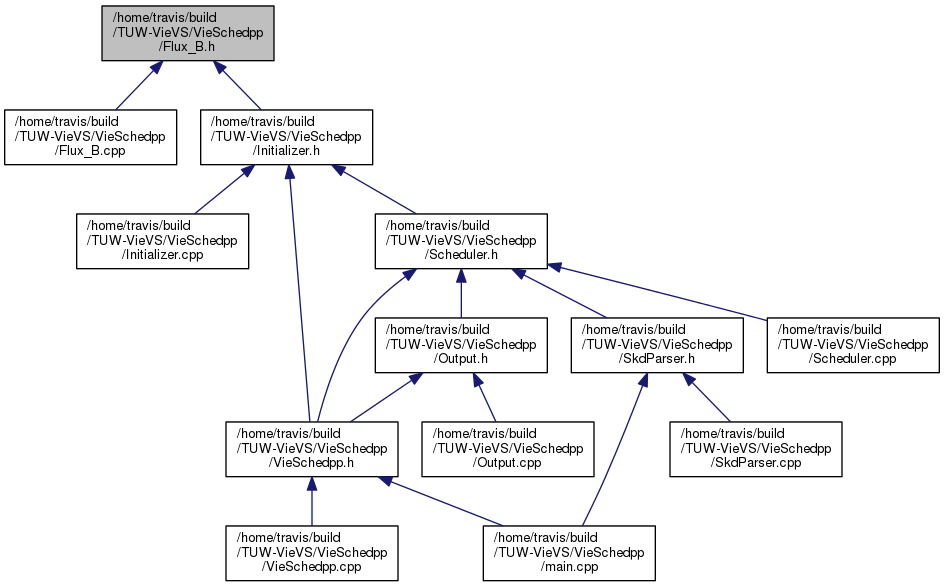 /home/travis/build
/TUW-VieVS/VieSchedpp
/Flux_B.h
/home/travis/build
/TUW-VieVS/VieSchedpp
/Flux_B.cpp
/home/travis/build
/TUW-VieVS/VieSchedpp
/Initializer.h
/home/travis/build
/TUW-VieVS/VieSchedpp
/Initializer.cpp
/home/travis/build
/TUW-VieVS/VieSchedpp
/Scheduler.h
/home/travis/build
/TUW-VieVS/VieSchedpp
/Output.h
/home/travis/build
/TUW-VieVS/VieSchedpp
/SkdParser.h
/home/travis/build
/TUW-VieVS/VieSchedpp
/Scheduler.cpp
/home/travis/build
/TUW-VieVS/VieSchedpp
/VieSchedpp.h
/home/travis/build
/TUW-VieVS/VieSchedpp
/Output.cpp
/home/travis/build
/TUW-VieVS/VieSchedpp
/SkdParser.cpp
/home/travis/build
/TUW-VieVS/VieSchedpp
/VieSchedpp.cpp
/home/travis/build
/TUW-VieVS/VieSchedpp
/main.cpp